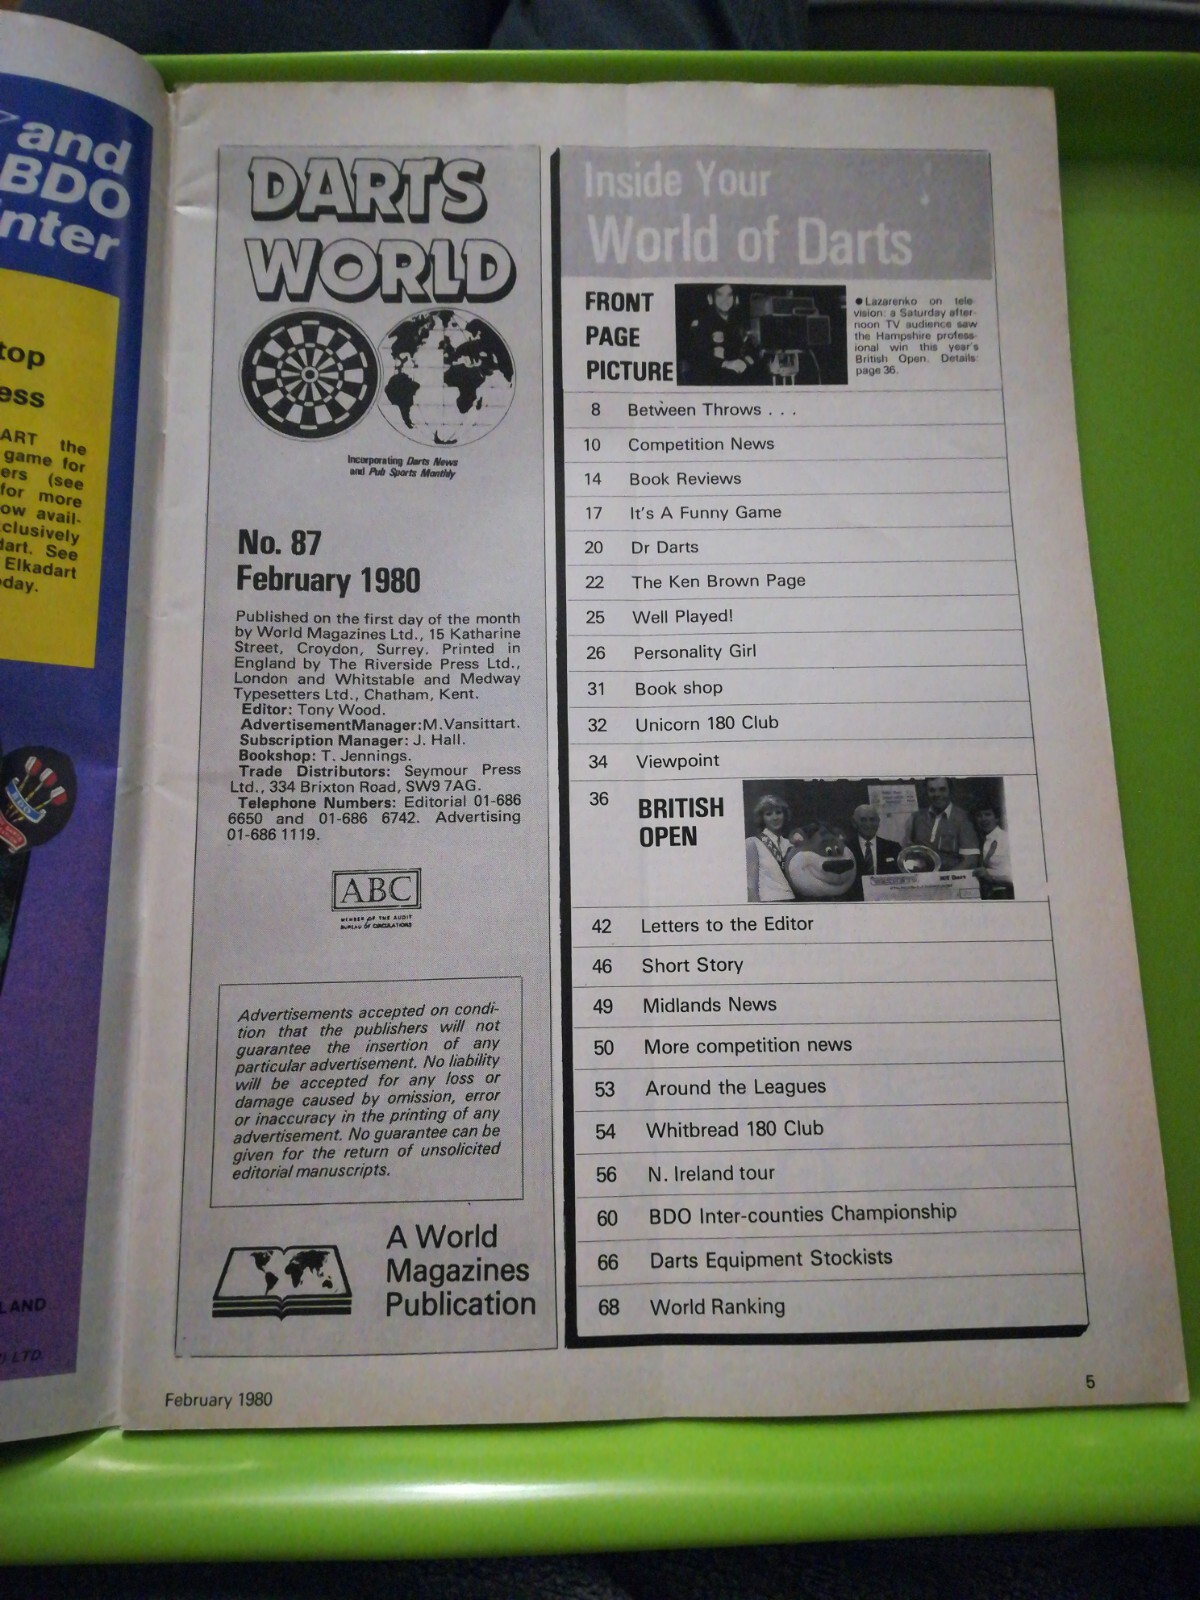 and
BDO
top
ess
ART the
game for
ers (see
for more
ow avail-
clusively
dart. See
Elkadart
day.
BDO
LAND
LTD.
DARTS
WORLD
Incorporating Darts News
and Pub Sports Monthly
No. 87
February 1980
Published on the first day of the month
by World Magazines Ltd., 15 Katharine
Street, Croydon, Surrey. Printed in
England by The Riverside Press Ltd.,
London and Whitstable and Medway
Typesetters Ltd., Chatham, Kent.
Editor: Tony Wood.
AdvertisementManager:M.Vansittart.
Subscription Manager: J. Hall.
Bookshop: T. Jennings.
Trade Distributors: Seymour Press
Ltd., 334 Brixton Road, SW9 7AG.
Telephone Numbers: Editorial 01-686
6650 and 01-686 6742. Advertising
01-686 1119.
ABC
MEMBER OF THE AUDIT
BUREAU OF CIRCULATIONS
Advertisements accepted on condi-
tion that the publishers will not
guarantee the insertion of any
particular advertisement. No liability
will be accepted for any loss or
damage caused by omission, error
or inaccuracy in the printing of any
advertisement. No guarantee can be
given for the return of unsolicited
editorial manuscripts.
A World
Magazines
Publication
Inside Your
World of Darts
FRONT
PAGE
PICTURE
●Lazarenko on tele-
vision: a Saturday after-
noon TV audience saw
the Hampshire profess-
ional win this year's
British Open. Details:
page 36.
8 Between Throws . . .
10 Competition News
14 Book Reviews
17 It's A Funny Game
20 Dr Darts
22 The Ken Brown Page
25 Well Played!
26 Personality Girl
31 Book shop
32 Unicorn 180 Club
34 Viewpoint
36 BRITISH
OPEN
42 Letters to the Editor
46 Short Story
49 Midlands News
50 More competition news
53 Around the Leagues
54 Whitbread 180 Club
56 N. Ireland tour
60 BDO Inter-counties Championship
66 Darts Equipment Stockists
68 World Ranking
February 1980
5